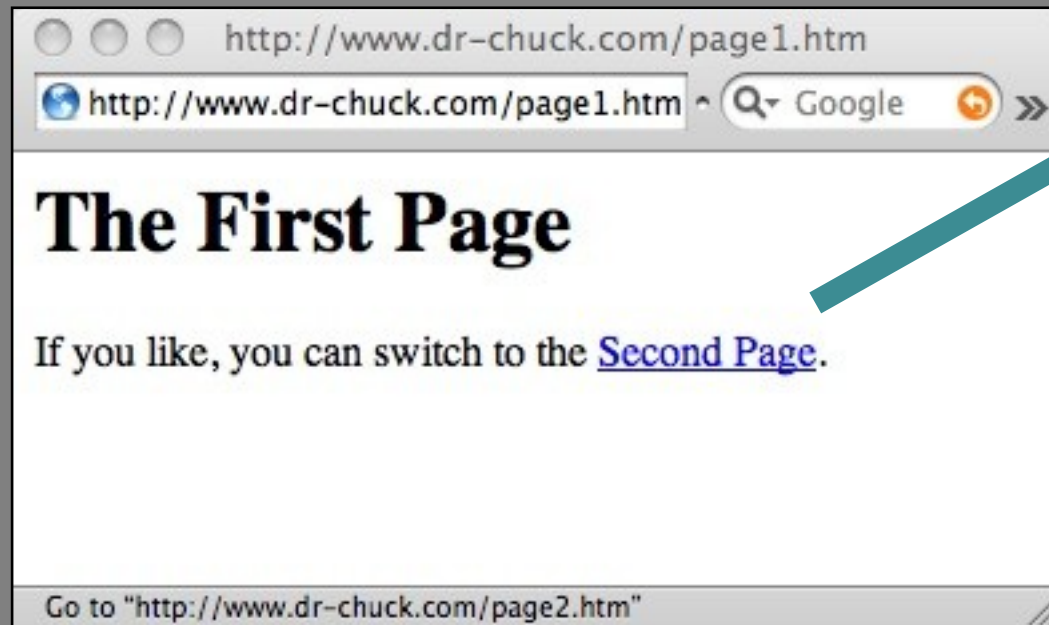 http://www.dr-chuck.com/page1.htm
http://www.dr-chuck.com/page1.htm Google
The First Page
If you like, you can switch to the Second Page.
Go to "http://www.dr-chuck.com/page2.htm"